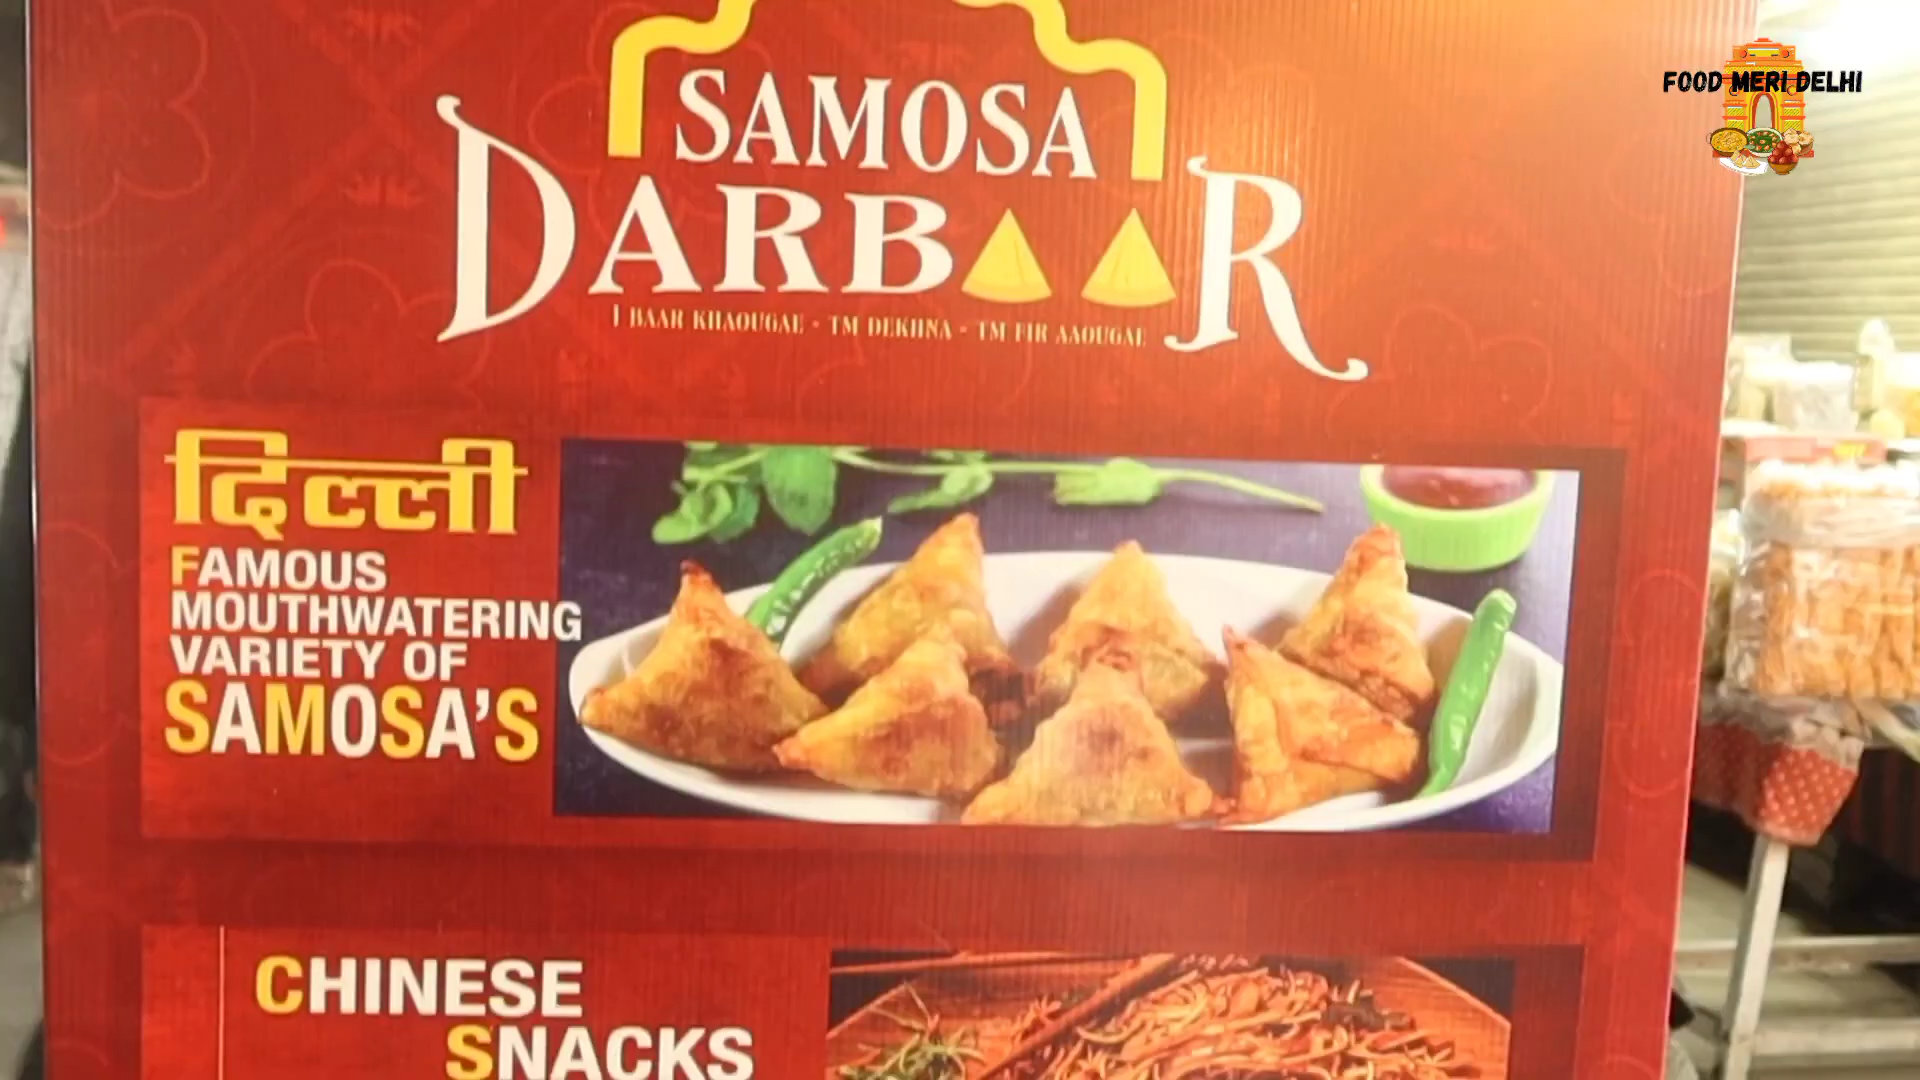 SAMOSA
DARBAAR
1 BAAR KHAOUGAE - TM DEKHNA - TM FIR AAOUGAE
दिल्ली
FAMOUS
MOUTHWATERING
VARIETY OF
SAMOSA'S
CHINESE
SNACKS
FOOD MERI DELHI